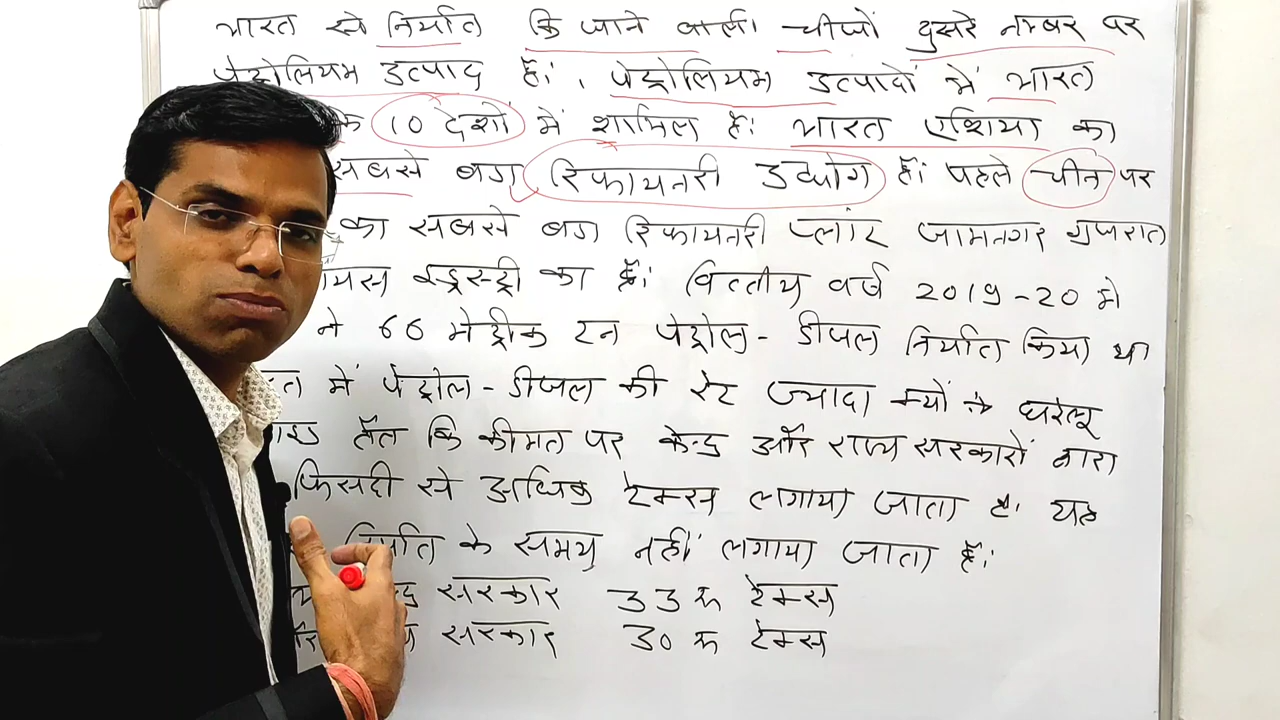 भारत से निर्यात कि जाने वाली चीजों दुसरे नम्बर पर
पेट्रोलियम उत्पाद हैं। पेट्रोलियम उत्पादों में भारत
के 10 देशों में शामिल है। भारत एशिया का
सबसे बड़ा रिफायनरी उद्योग हैं। पहले चीन पर
का सबसे बड़ा रिफायनरी प्लांट जामनगर गुजरात
का हैं। वित्तीय वर्ष 2019-20 मे
ने 66 मेट्रीक टन पेट्रोल - डीजल निर्यात किया था
में पेट्रोल - डीजल की रेट ज्यादा क्यों घरेलू
कि कीमत पर केन्द्र और राज्य सरकारों द्वारा
फिसदी से अधिक टैक्स लगाया जाता है। यह
निर्यात के समय नहीं लगाया जाता हैं।
सरकार 33 रू टैक्स
सरकार 30 रू टैक्स